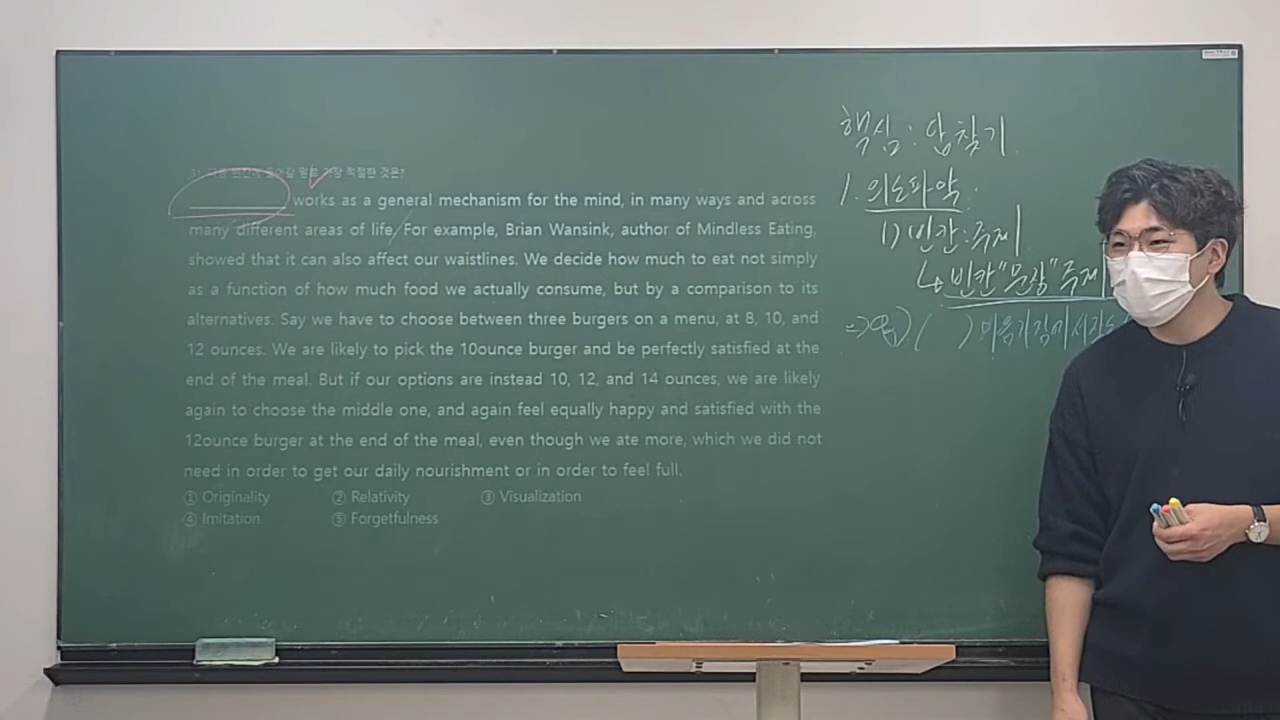 31. 다음 빈칸에 들어갈 말로 가장 적절한 것은?
works as a general mechanism for the mind, in many ways and across
many different areas of life. For example, Brian Wansink, author of Mindless Eating,
showed that it can also affect our waistlines. We decide how much to eat not simply
as a function of how much food we actually consume, but by a comparison to its
alternatives. Say we have to choose between three burgers on a menu, at 8, 10, and
12 ounces. We are likely to pick the 10ounce burger and be perfectly satisfied at the
end of the meal. But if our options are instead 10, 12, and 14 ounces, we are likely
again to choose the middle one, and again feel equally happy and satisfied with the
12ounce burger at the end of the meal, even though we ate more, which we did not
need in order to get our daily nourishment or in order to feel full.
① Originality ② Relativity ③ Visualization
④ Imitation ⑤ Forgetfulness
핵심: 답찾기
1. 의도파악:
1) 빈칸: 주제
↳ 빈칸"문장" 주제
( ) 마음가짐에서